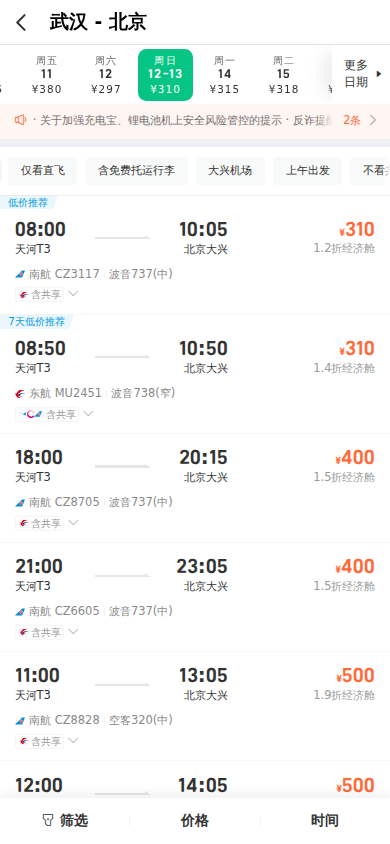 武汉 - 北京
周五 周六 周日 周一 周二 更多
11 12 12-13 14 15 日期
¥380 ¥297 ¥310 ¥315 ¥318
· 关于加强充电宝、锂电池机上安全风险管控的提示 · 反诈提 2条
仅看直飞 含免费托运行李 大兴机场 上午出发 不看
低价推荐
08:00 10:05 ¥310
天河T3 北京大兴 1.2折经济舱
南航 CZ3117 波音737(中)
含共享
7天低价推荐
08:50 10:50 ¥310
天河T3 北京大兴 1.4折经济舱
东航 MU2451 波音738(窄)
含共享
18:00 20:15 ¥400
天河T3 北京大兴 1.5折经济舱
南航 CZ8705 波音737(中)
含共享
21:00 23:05 ¥400
天河T3 北京大兴 1.5折经济舱
南航 CZ6605 波音737(中)
含共享
11:00 13:05 ¥500
天河T3 北京大兴 1.9折经济舱
南航 CZ8828 空客320(中)
含共享
12:00 14:05 ¥500
筛选 价格 时间